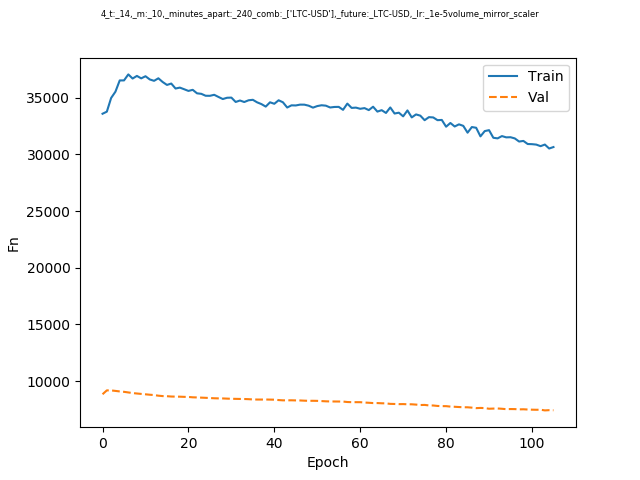 4_t:_14,_m:_10,_minutes_apart:_240_comb:_['LTC-USD'],_future:_LTC-USD,_lr:_1e-5volume_mirror_scaler
Train
Val
35000
30000
25000
20000
15000
10000
Fn
0 20 40 60 80 100
Epoch